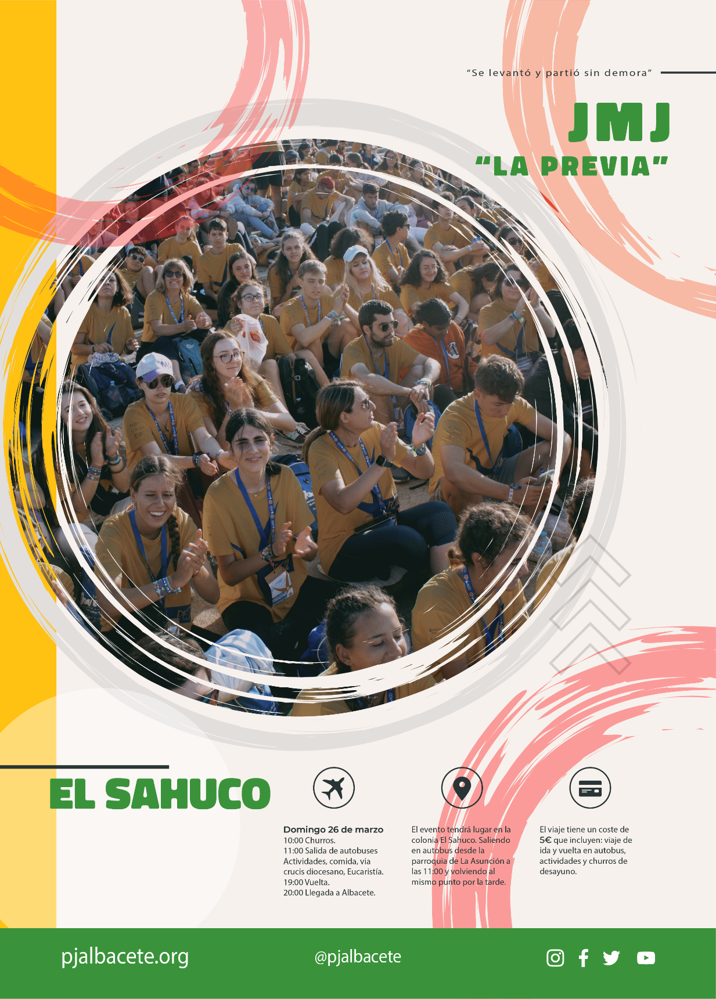 “Se levantó y partió sin demora”
JMJ
“LA PREVIA”
EL SAHUCO
Domingo 26 de marzo
10:00 Churros.
11:00 Salida de autobuses
Actividades, comida, via
crucis diocesano, Eucaristía.
19:00 Vuelta.
20:00 Llegada a Albacete.
El evento tendrá lugar en la
colonia El Sahuco. Saliendo
en autobus desde la
parroquia de La Asunción a
las 11:00 y volviendo al
mismo punto por la tarde.
El viaje tiene un coste de
5€ que incluyen: viaje de
ida y vuelta en autobus,
actividades y churros de
desayuno.
pjalbacete.org
@pjalbacete